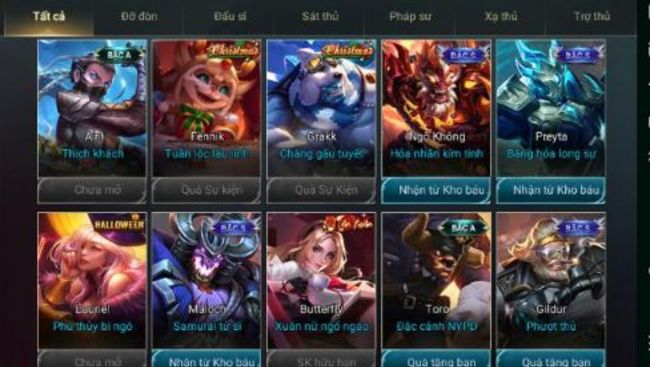 Tất cả
Đỡ đòn
Đấu sĩ
Sát thủ
Pháp sư
Xạ thủ
Trợ thủ
BẬC A
Christmas
Christmas
BẬC S
BẬC S
Fennik
Grakk
Ngộ Không
Preyta
Thích khách
Tuần lộc láu lỉnh
Chàng gấu tuyết
Hỏa nhãn kim tinh
Băng hỏa long sư
Chưa mở
Quà Sự kiện
Quà Sự Kiện
Nhận từ Kho báu
Nhận từ Kho báu
HALLOWEEN
BẬC S
BẬC A
BẬC S
Lauriel
Maloch
Butterfly
Toro
Gildur
Phù thủy bí ngô
Samurai tử sĩ
Xuân nữ ngổ ngáo
Đặc cảnh NYPD
Phượt thủ
Chưa mở
Nhận từ Kho báu
SK hữu hạn
Quà tặng bạn
Quà tặng bạn